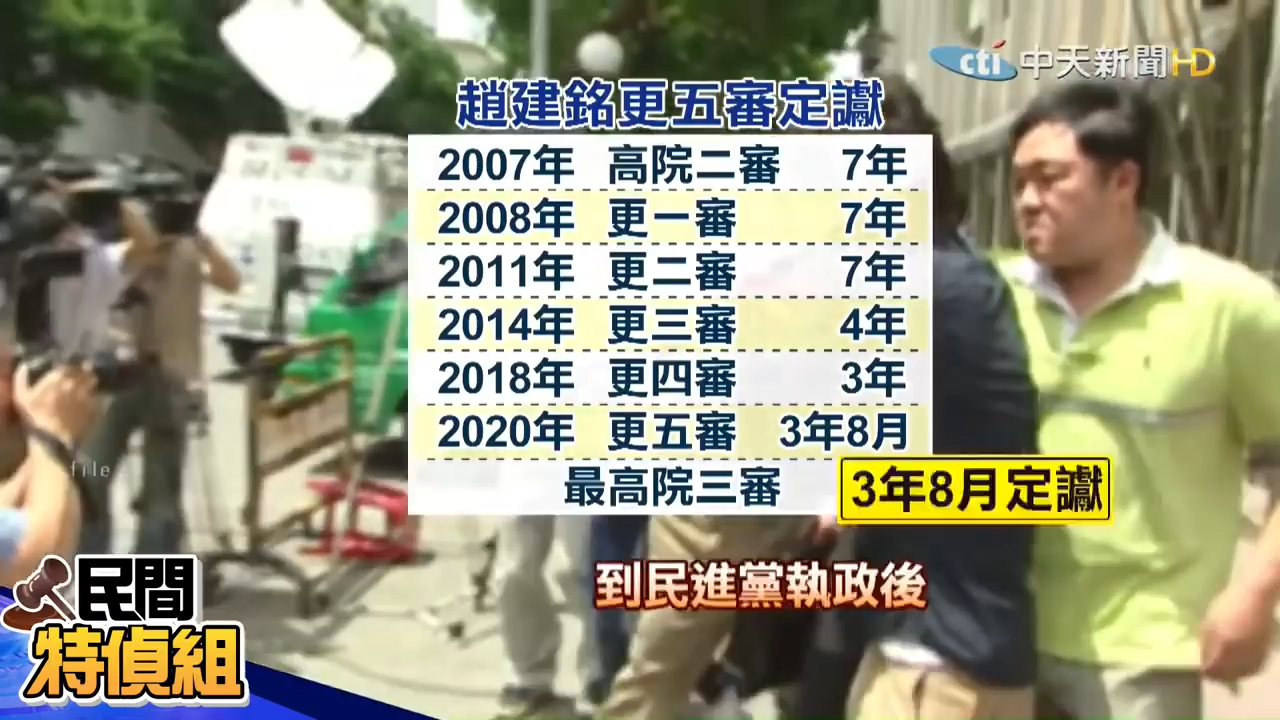 cti 中天新聞HD
趙建銘更五審定讞
2007年 高院二審 7年
2008年 更一審 7年
2011年 更二審 7年
2014年 更三審 4年
2018年 更四審 3年
2020年 更五審 3年8月
最高院三審 3年8月定讞
file
到民進黨執政後
民間
特偵組